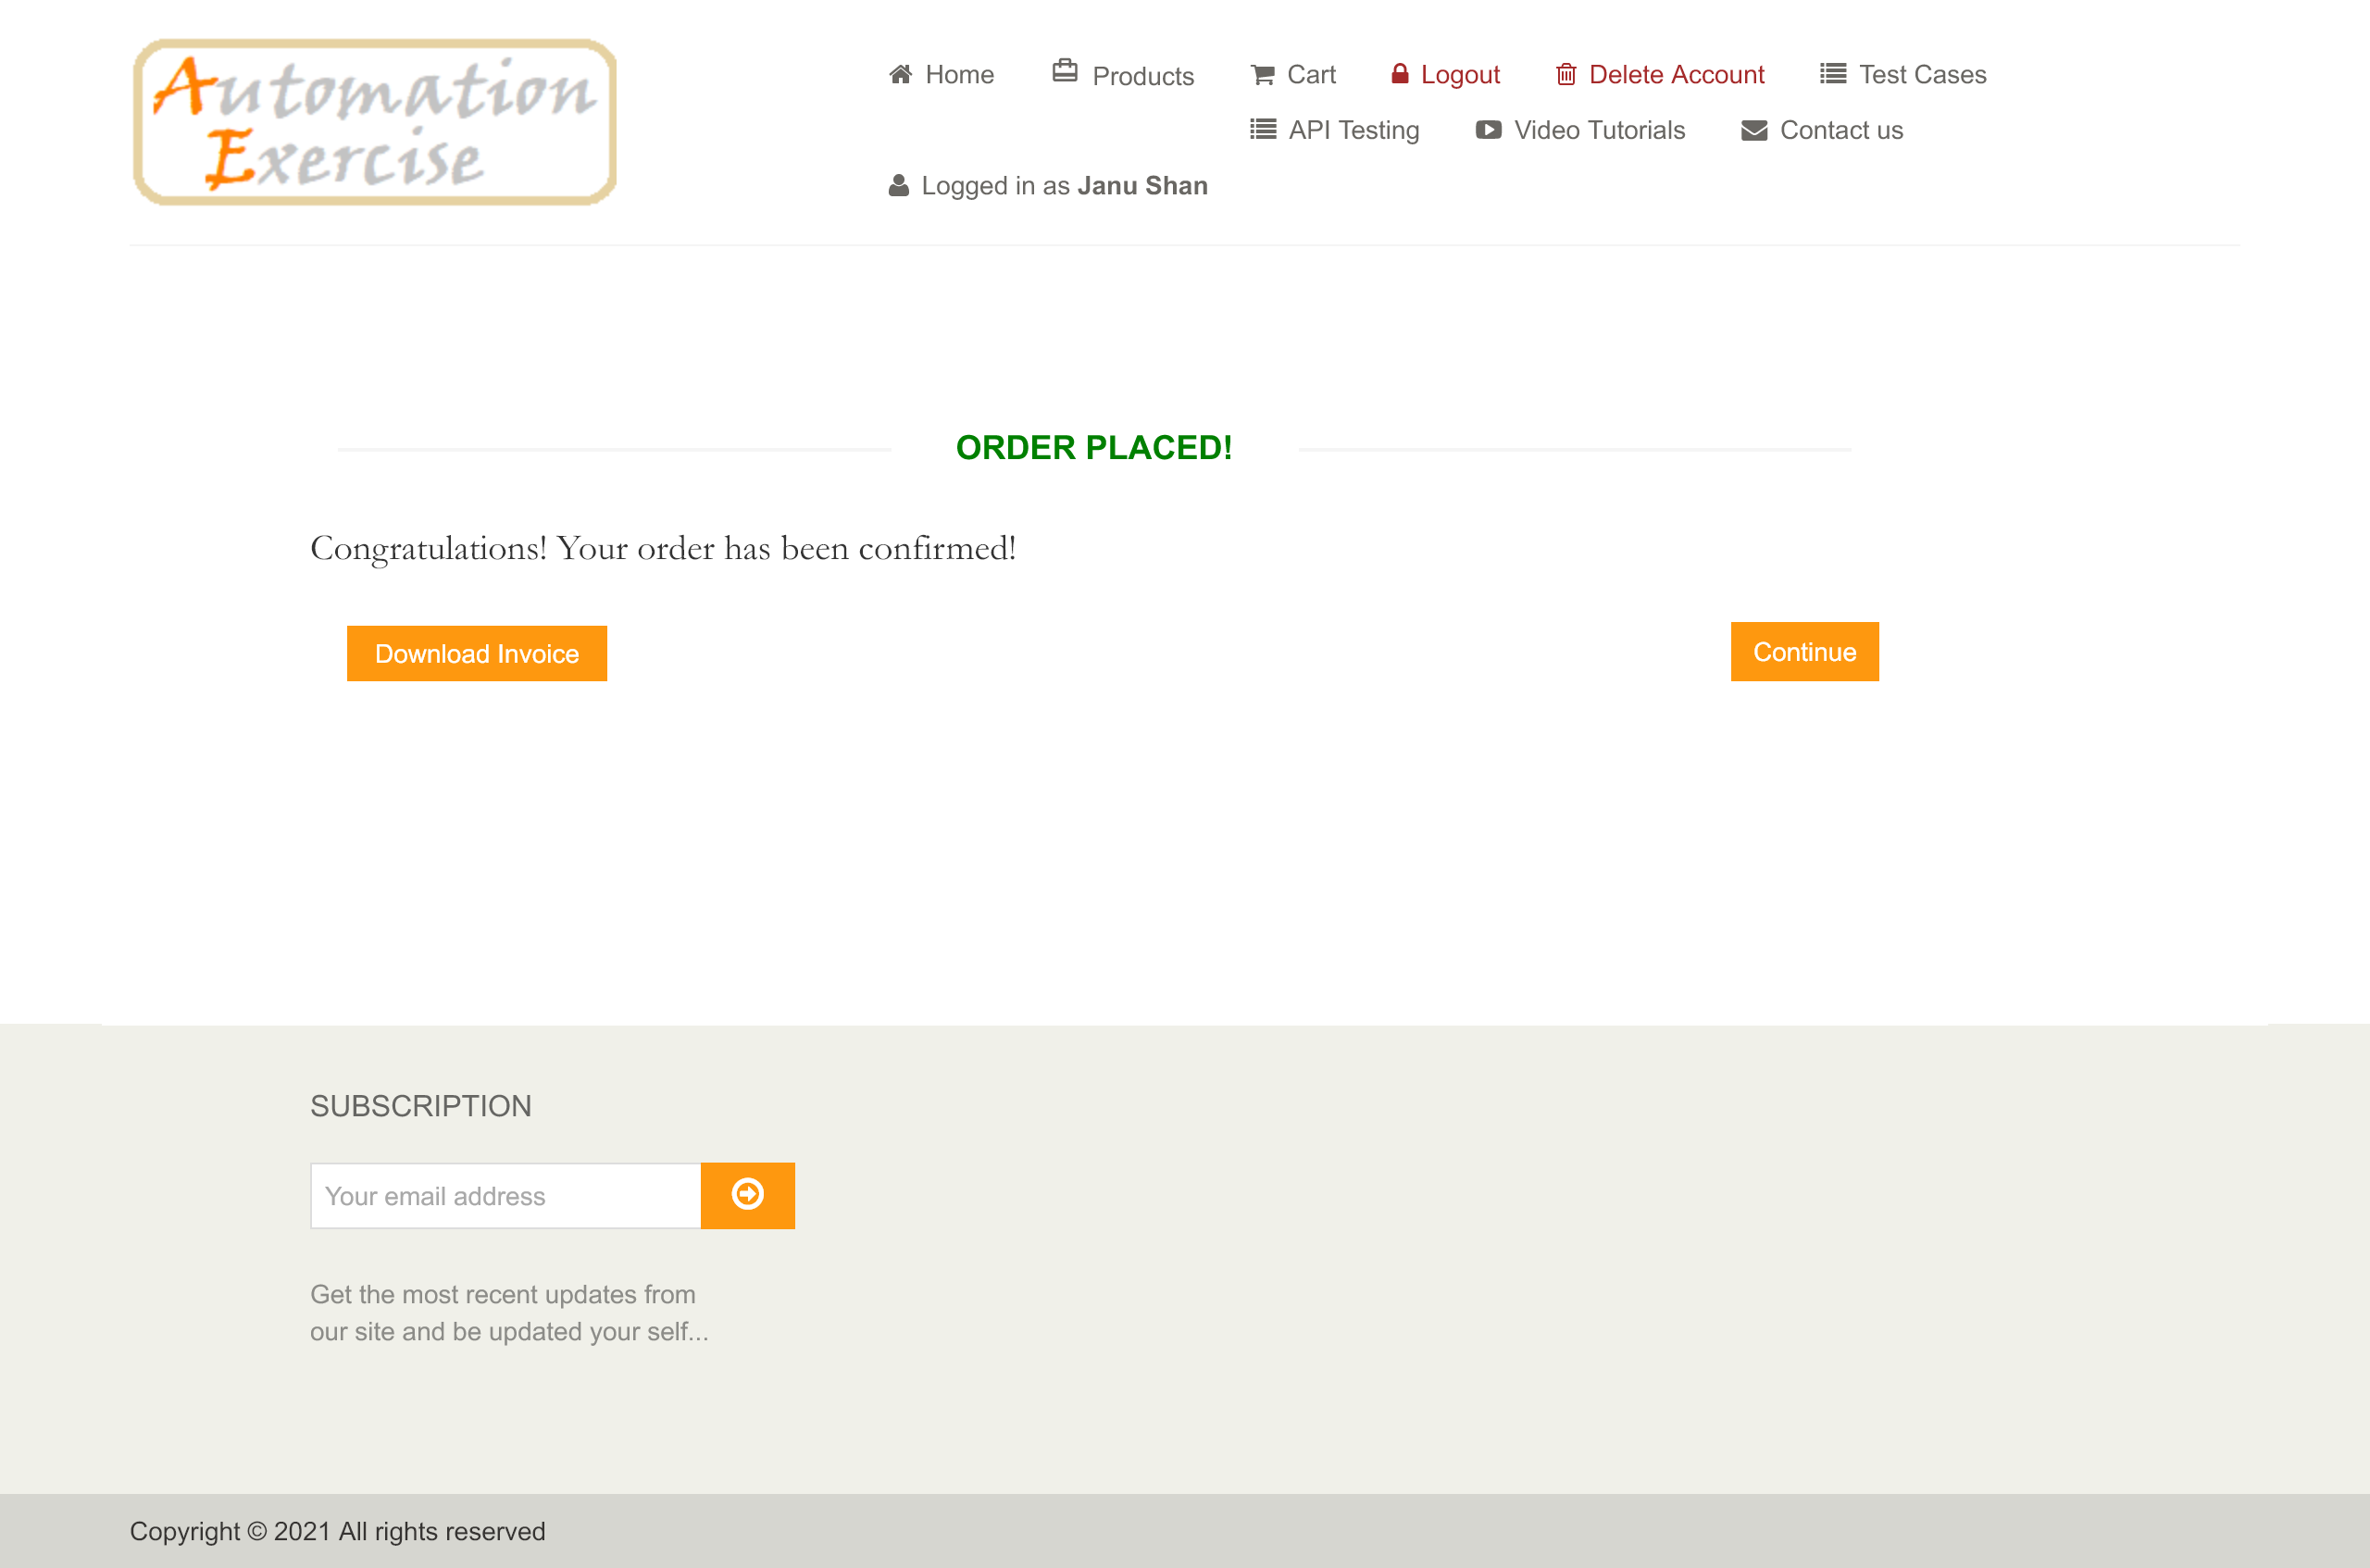 Automation
Exercise
Home Products Cart Logout Delete Account Test Cases
API Testing Video Tutorials Contact us
Logged in as Janu Shan
ORDER PLACED!
Congratulations! Your order has been confirmed!
Download Invoice Continue
SUBSCRIPTION
Your email address
Get the most recent updates from
our site and be updated your self...
Copyright © 2021 All rights reserved